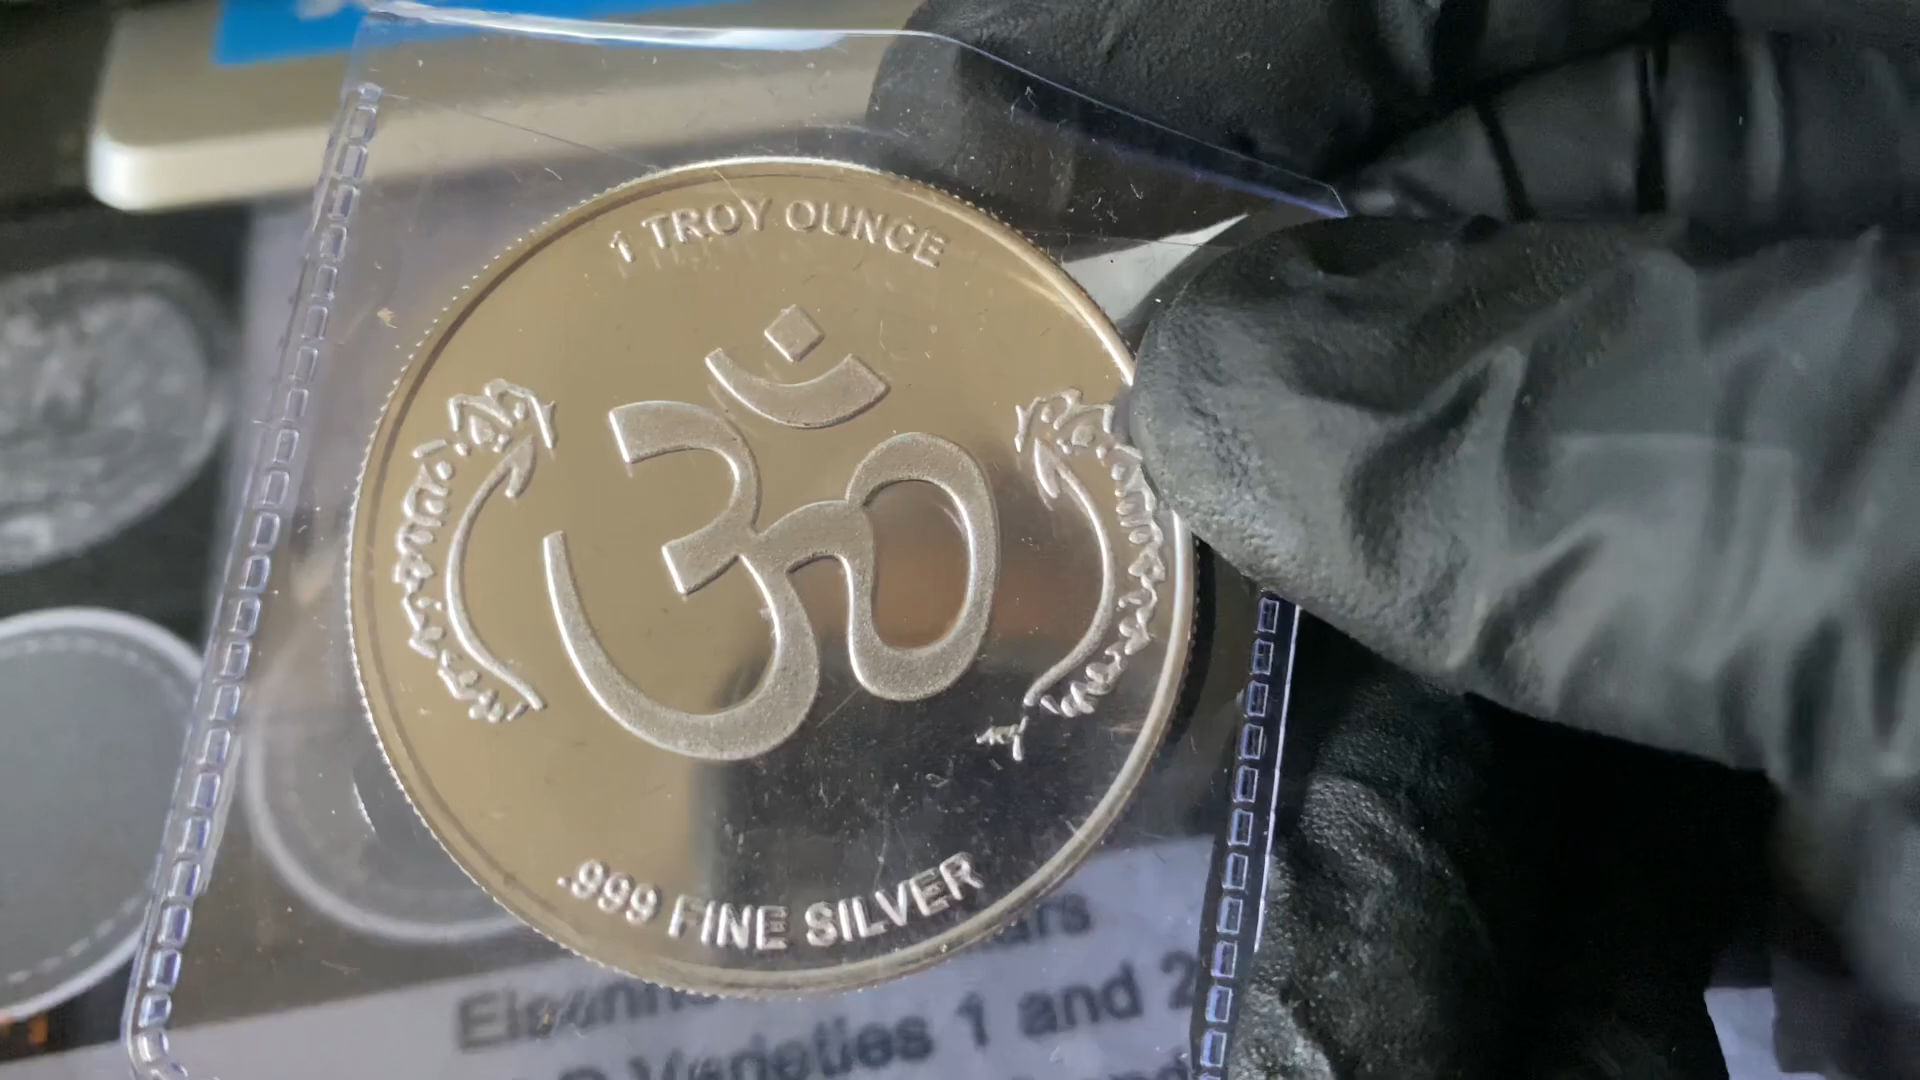 1 TROY OUNCE
ॐ
.999 FINE SILVER
Varieties 1 and 2